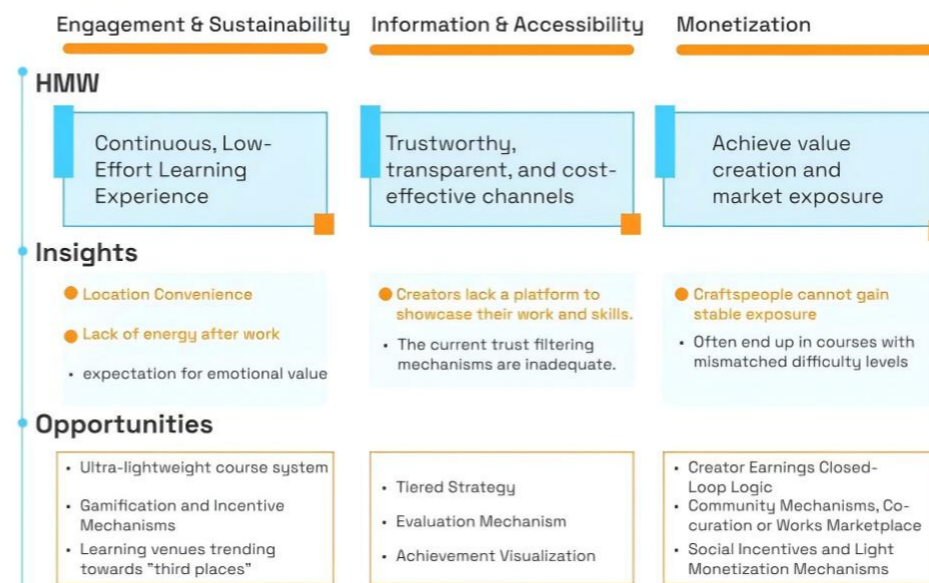 Engagement & Sustainability
Information & Accessibility
Monetization
HMW
Continuous, Low-
Effort Learning
Experience
Trustworthy,
transparent, and cost-
effective channels
Achieve value
creation and
market exposure
Insights
Location Convenience
Lack of energy after work
• expectation for emotional value
Creators lack a platform to
showcase their work and skills.
• The current trust filtering
mechanisms are inadequate.
Craftspeople cannot gain
stable exposure
• Often end up in courses with
mismatched difficulty levels
Opportunities
• Ultra-lightweight course system
• Gamification and Incentive
Mechanisms
• Learning venues trending
towards "third places"
• Tiered Strategy
• Evaluation Mechanism
• Achievement Visualization
• Creator Earnings Closed-
Loop Logic
• Community Mechanisms, Co-
curation or Works Marketplace
• Social Incentives and Light
Monetization Mechanisms